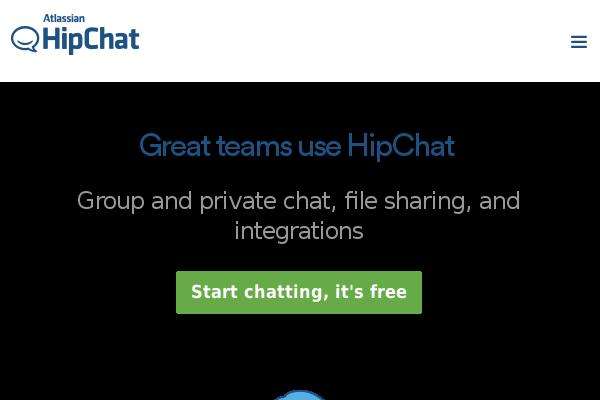 Atlassian
HipChat
Great teams use HipChat
Group and private chat, file sharing, and
integrations
Start chatting, it's free